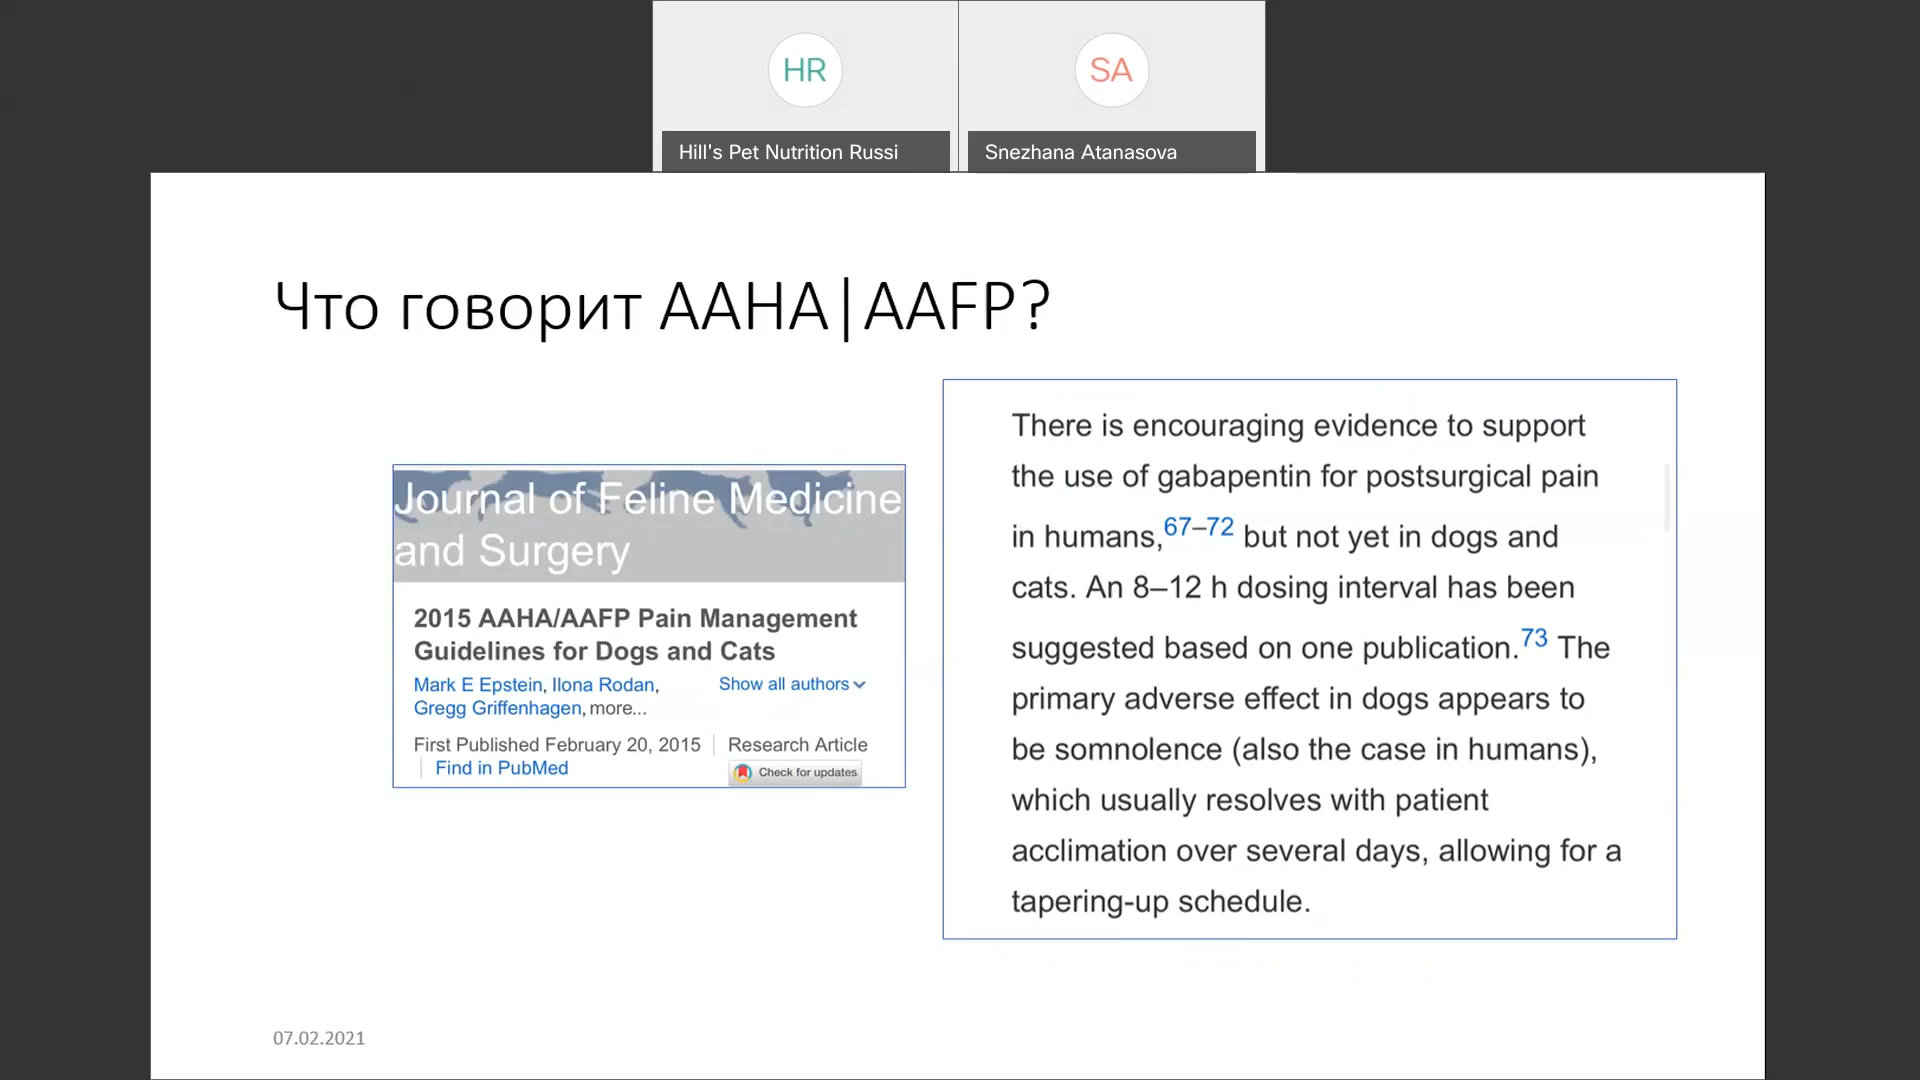 HR
SA
Hill's Pet Nutrition Russi
Snezhana Atanasova
Что говорит AAHA|AAFP?
Journal of Feline Medicine
and Surgery
2015 AAHA/AAFP Pain Management
Guidelines for Dogs and Cats
Mark E Epstein, Ilona Rodan,
Gregg Griffenhagen, more...
Show all authors
First Published February 20, 2015
Research Article
Find in PubMed
Check for updates
There is encouraging evidence to support
the use of gabapentin for postsurgical pain
in humans,67–72 but not yet in dogs and
cats. An 8–12 h dosing interval has been
suggested based on one publication.73 The
primary adverse effect in dogs appears to
be somnolence (also the case in humans),
which usually resolves with patient
acclimation over several days, allowing for a
tapering-up schedule.
07.02.2021